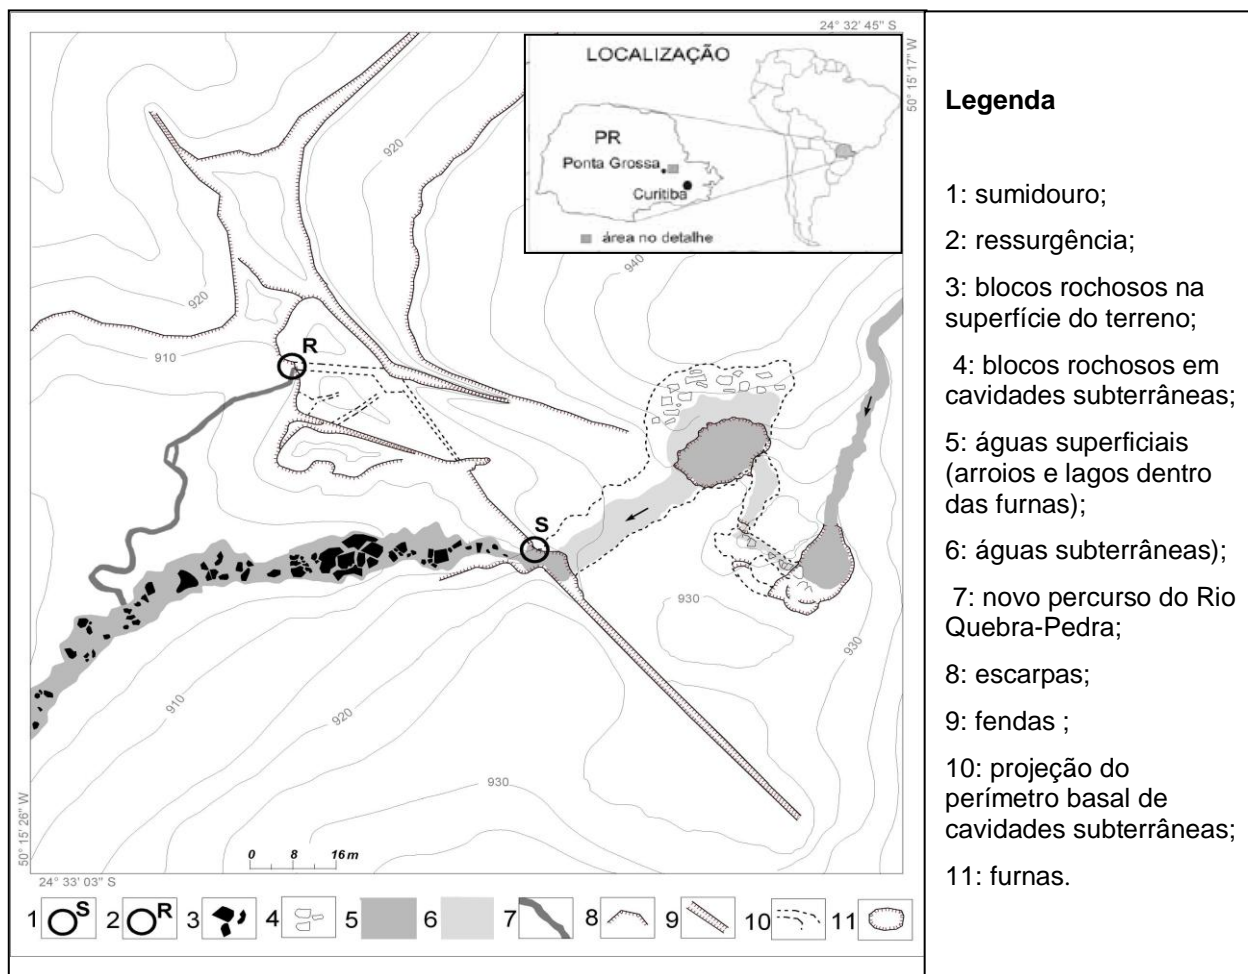 24° 32' 45" S
50° 15' 17" W
LOCALIZAÇÃO
PR
Ponta Grossa
Curitiba
área no detalhe
920
940
920
910
R
S
930
930
910
920
930
50° 15' 26" W
0 8 16 m
24° 33' 03" S
1 S 2 R 3 4 5 6 7 8 9 10 11
Legenda
1: sumidouro;
2: ressurgência;
3: blocos rochosos na
superfície do terreno;
4: blocos rochosos em
cavidades subterrâneas;
5: águas superficiais
(arroios e lagos dentro
das furnas);
6: águas subterrâneas);
7: novo percurso do Rio
Quebra-Pedra;
8: escarpas;
9: fendas ;
10: projeção do
perímetro basal de
cavidades subterrâneas;
11: furnas.